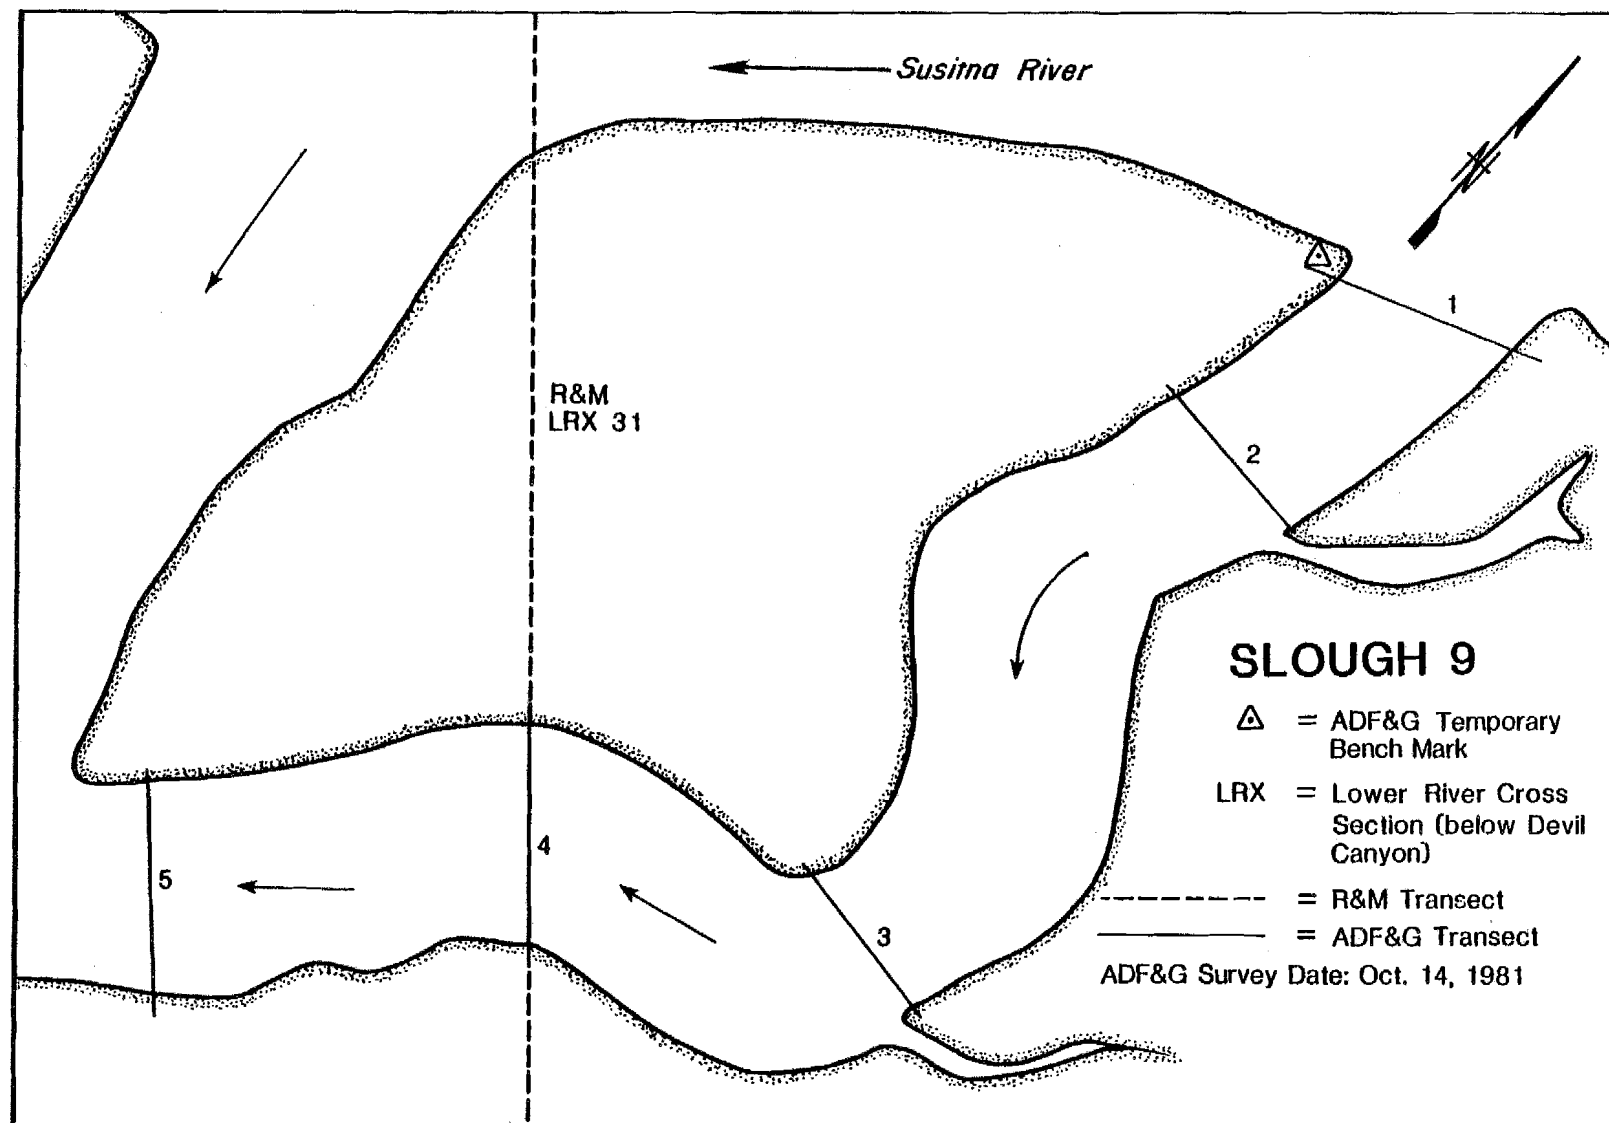 Susitna River
1
R&M
LRX 31
2
SLOUGH 9
= ADF&G Temporary
Bench Mark
LRX = Lower River Cross
Section (below Devil
Canyon)
4
5
= R&M Transect
3
= ADF&G Transect
ADF&G Survey Date: Oct. 14, 1981